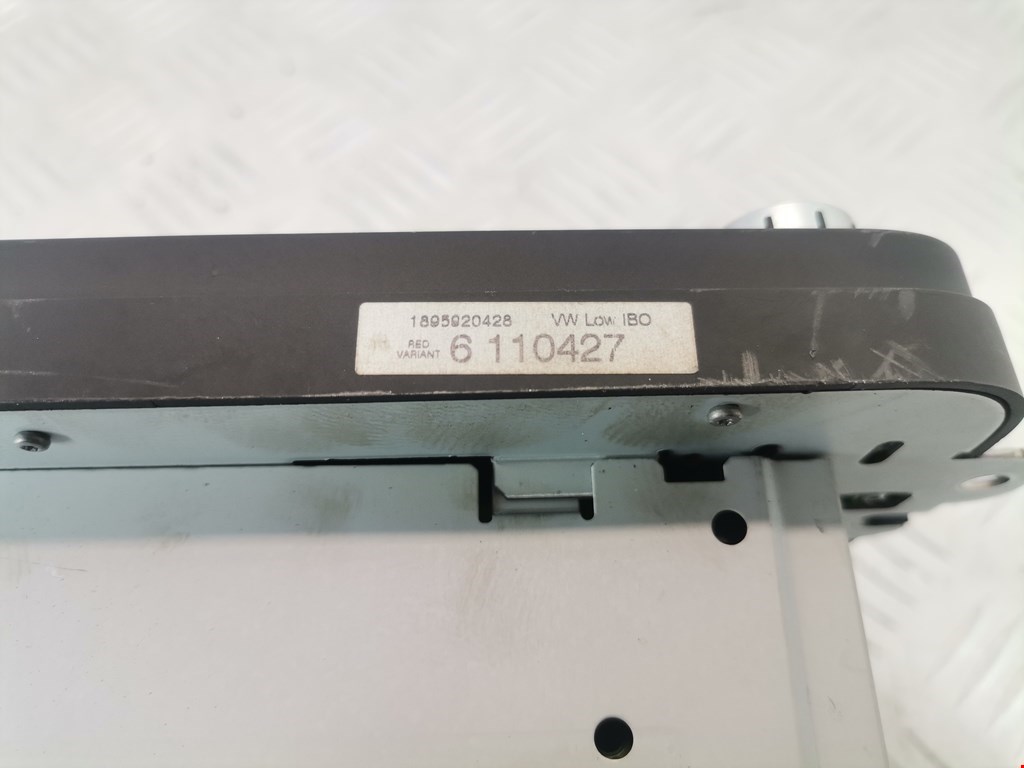 1895920428 VW Low IBO
RED
VARIANT 6 110427